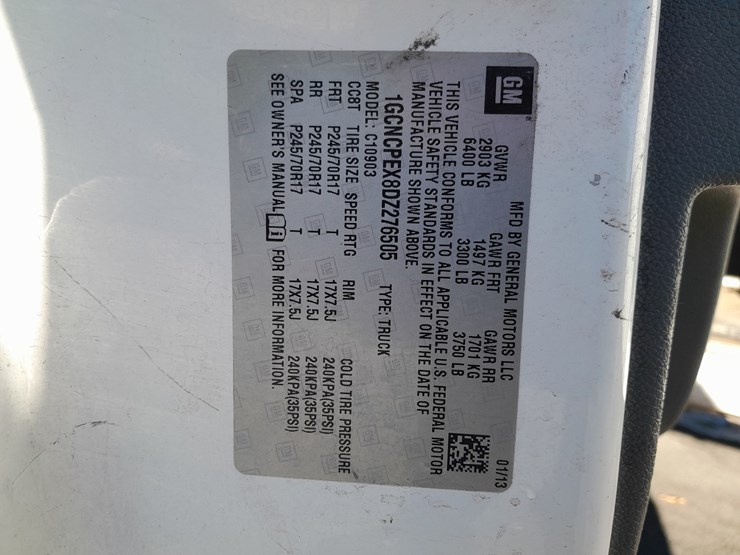 GM
MFD BY GENERAL MOTORS LLC 01/13
GVWR GAWR FRT GAWR RR
2903 KG 1497 KG 1701 KG
6400 LB 3300 LB 3750 LB
THIS VEHICLE CONFORMS TO ALL APPLICABLE U.S. FEDERAL MOTOR
VEHICLE SAFETY STANDARDS IN EFFECT ON THE DATE OF
MANUFACTURE SHOWN ABOVE.
1GCNCPEX8DZ276505 TYPE: TRUCK
MODEL: C10903
CC8T TIRE SIZE SPEED RTG RIM COLD TIRE PRESSURE
FRT P245/70R17 T 17X7.5J 240KPA(35PSI)
RR P245/70R17 T 17X7.5J 240KPA(35PSI)
SPA P245/70R17 T 17X7.5J 240KPA(35PSI)
SEE OWNER'S MANUAL FOR MORE INFORMATION.